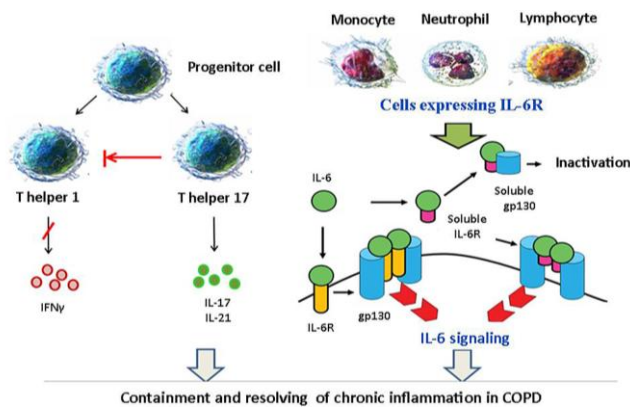 Monocyte Neutrophil Lymphocyte
Progenitor cell
Cells expressing IL-6R
T helper 1
T helper 17
IL-6
Inactivation
Soluble
gp130
Soluble
IL-6R
IFNγ
IL-17
IL-21
IL-6R
gp130
IL-6 signaling
Containment and resolving of chronic inflammation in COPD